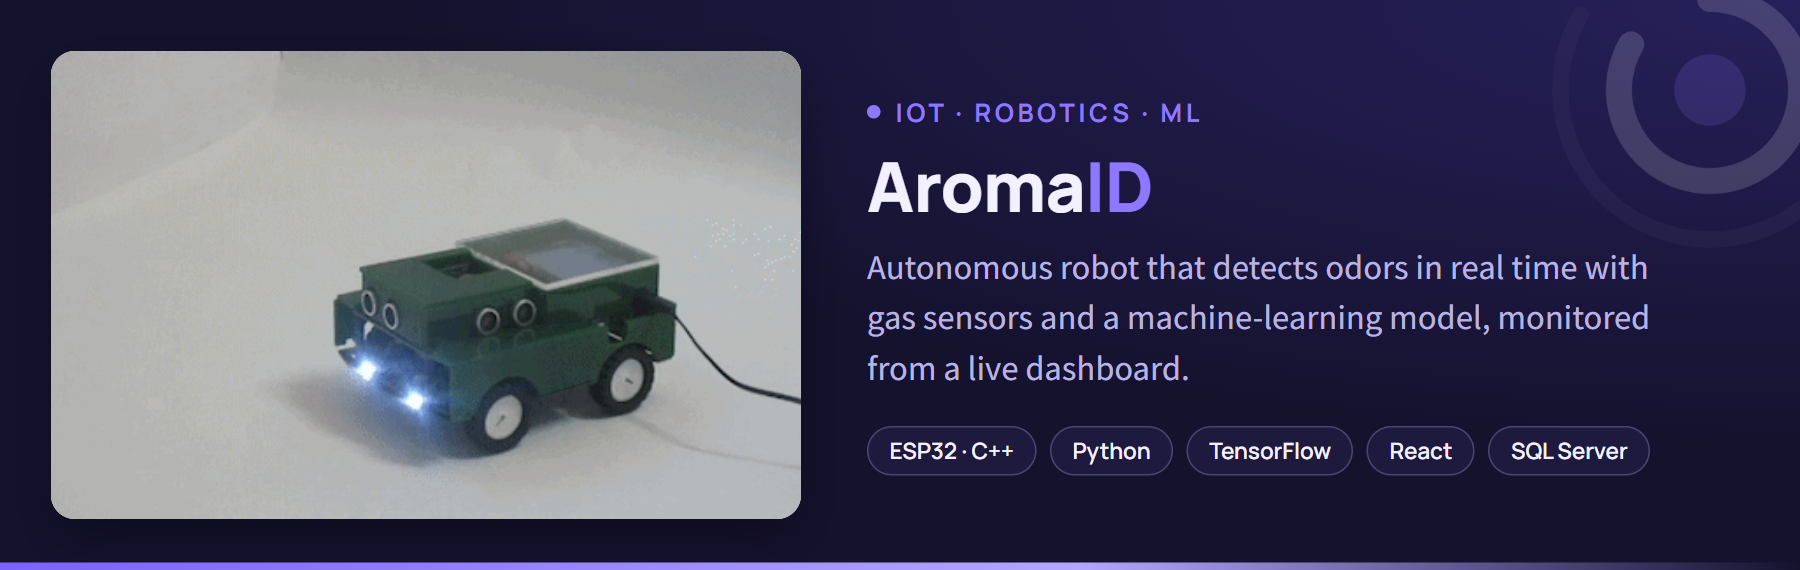 IOT · ROBOTICS · ML
AromaID
Autonomous robot that detects odors in real time with
gas sensors and a machine-learning model, monitored
from a live dashboard.
ESP32 · C++ Python TensorFlow React SQL Server